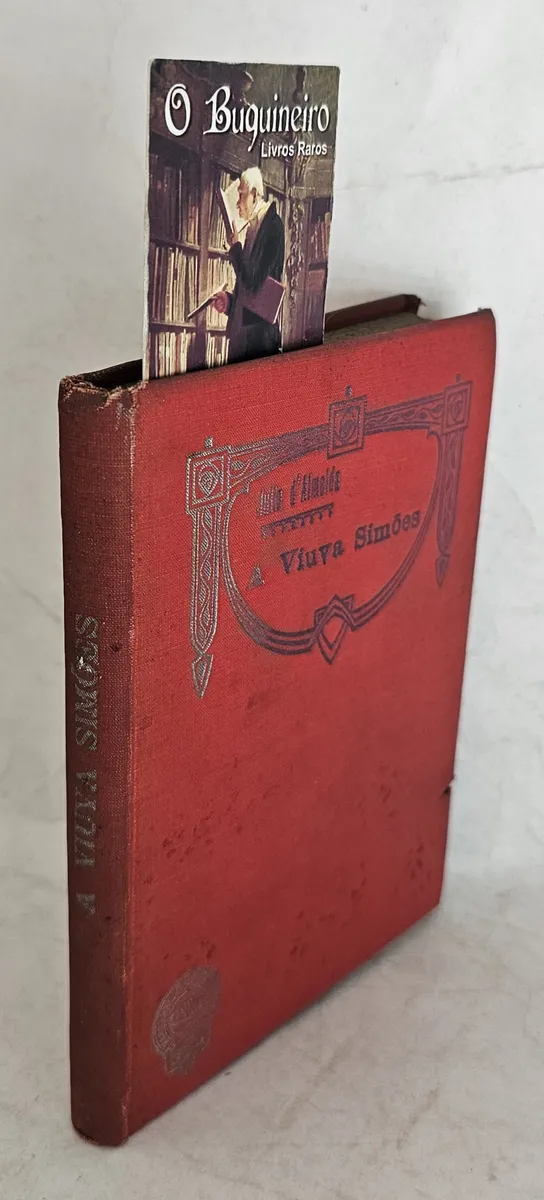 O Buquineiro
Livros Raros
Julia d'Almeida
A Viuva Simões
A VIUVA SIMÕES